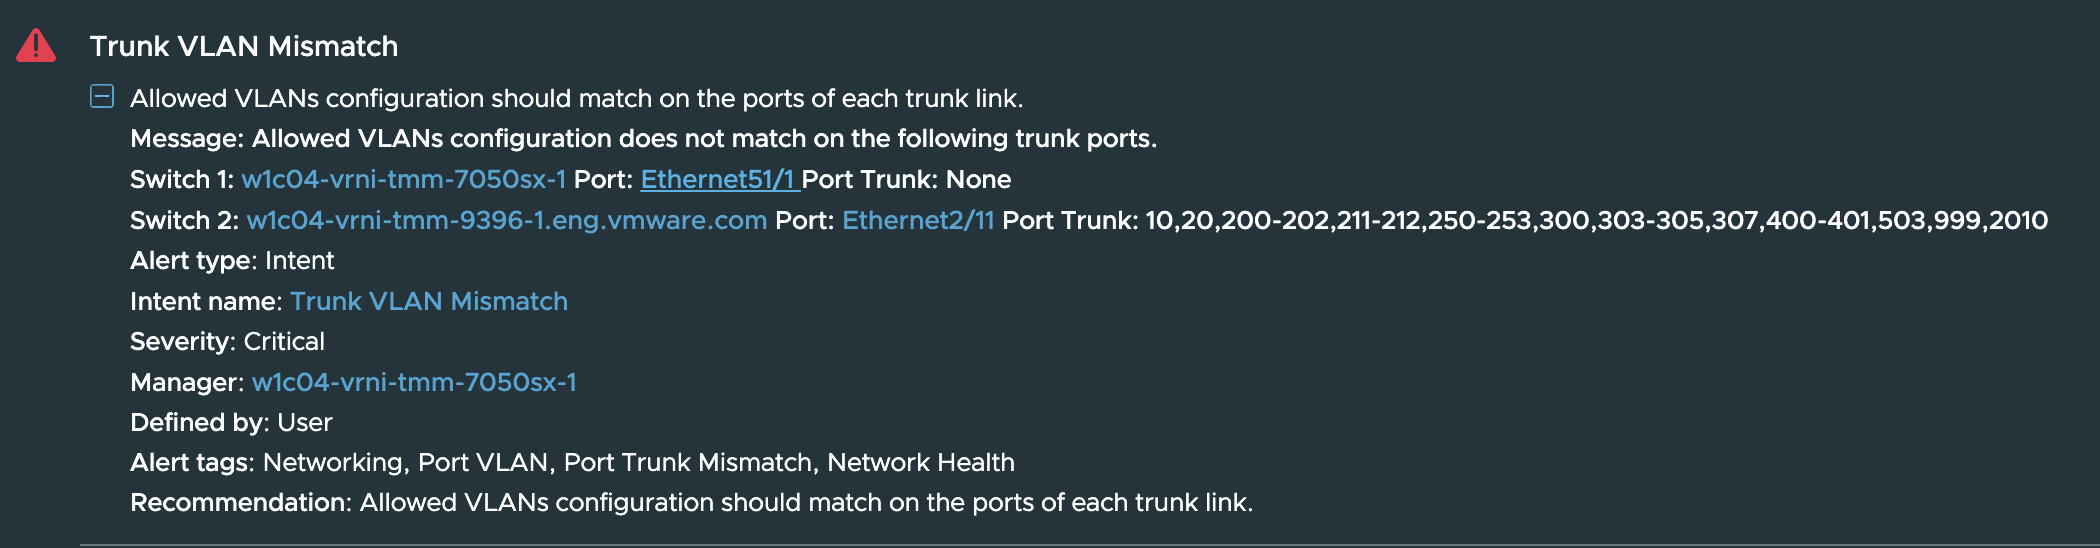 Trunk VLAN Mismatch
Allowed VLANs configuration should match on the ports of each trunk link.
Message: Allowed VLANs configuration does not match on the following trunk ports.
Switch 1: w1c04-vrni-tmm-7050sx-1 Port: Ethernet51/1 Port Trunk: None
Switch 2: w1c04-vrni-tmm-9396-1.eng.vmware.com Port: Ethernet2/11 Port Trunk: 10,20,200-202,211-212,250-253,300,303-305,307,400-401,503,999,2010
Alert type: Intent
Intent name: Trunk VLAN Mismatch
Severity: Critical
Manager: w1c04-vrni-tmm-7050sx-1
Defined by: User
Alert tags: Networking, Port VLAN, Port Trunk Mismatch, Network Health
Recommendation: Allowed VLANs configuration should match on the ports of each trunk link.